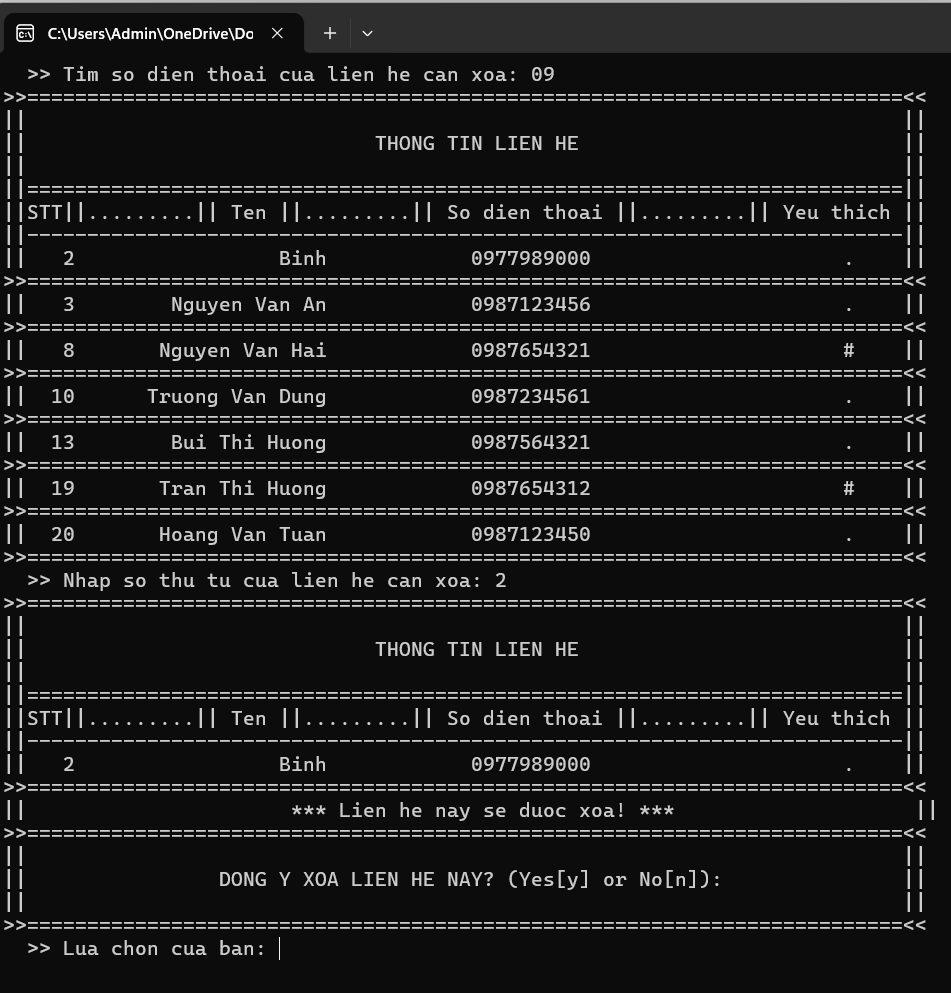 C:\Users\Admin\OneDrive\Do
>> Tim so dien thoai cua lien he can xoa: 09
>>=========================================================================<<
|| ||
|| THONG TIN LIEN HE ||
|| ||
||=========================================================================||
||STT||.........|| Ten ||.........|| So dien thoai ||.........|| Yeu thich ||
||-------------------------------------------------------------------------||
|| 2 Binh 0977989000 . ||
>>=========================================================================<<
|| 3 Nguyen Van An 0987123456 . ||
>>=========================================================================<<
|| 8 Nguyen Van Hai 0987654321 # ||
>>=========================================================================<<
|| 10 Truong Van Dung 0987234561 . ||
>>=========================================================================<<
|| 13 Bui Thi Huong 0987564321 . ||
>>=========================================================================<<
|| 19 Tran Thi Huong 0987654312 # ||
>>=========================================================================<<
|| 20 Hoang Van Tuan 0987123450 . ||
>>=========================================================================<<
>> Nhap so thu tu cua lien he can xoa: 2
>>=========================================================================<<
|| ||
|| THONG TIN LIEN HE ||
|| ||
||=========================================================================||
||STT||.........|| Ten ||.........|| So dien thoai ||.........|| Yeu thich ||
||-------------------------------------------------------------------------||
|| 2 Binh 0977989000 . ||
>>=========================================================================<<
|| *** Lien he nay se duoc xoa! *** ||
>>=========================================================================<<
|| ||
|| DONG Y XOA LIEN HE NAY? (Yes[y] or No[n]): ||
|| ||
>>=========================================================================<<
>> Lua chon cua ban: